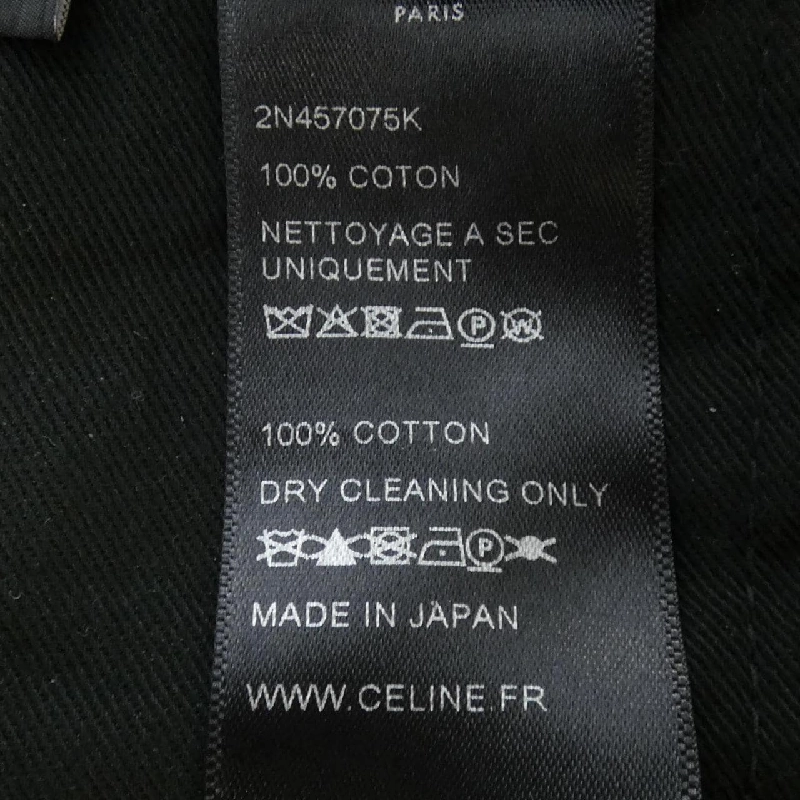 PARIS
2N457075K
100% COTON
NETTOYAGE A SEC
UNIQUEMENT
P W
100% COTTON
DRY CLEANING ONLY
P
MADE IN JAPAN
WWW.CELINE.FR